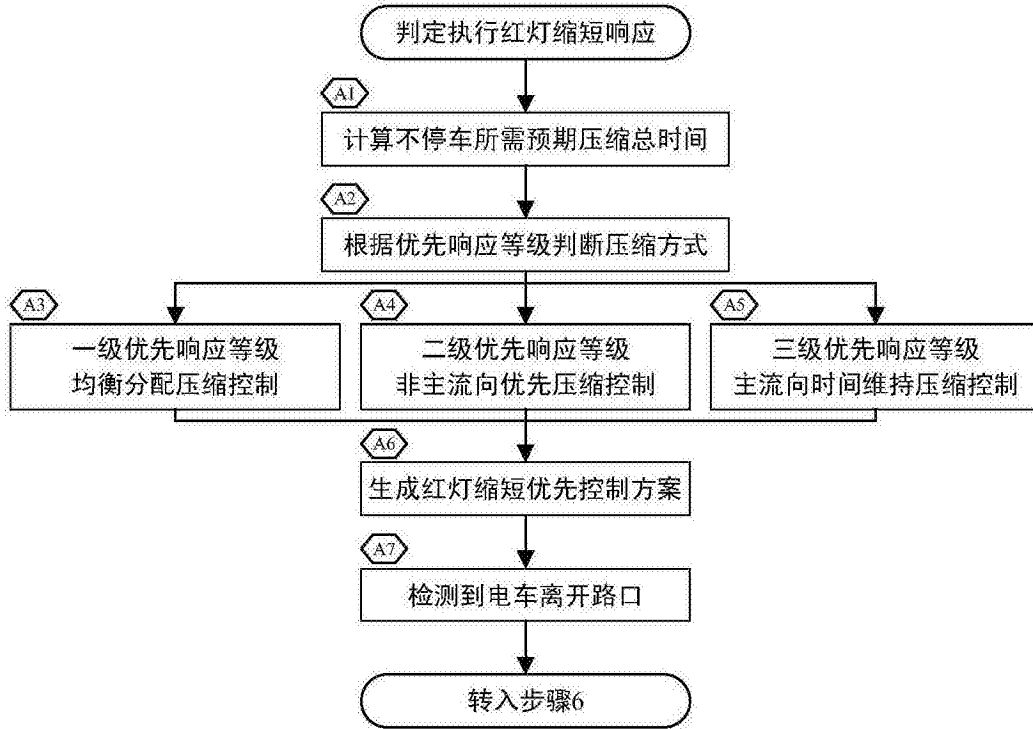 判定执行红灯缩短响应
A1
计算不停车所需预期压缩总时间
A2
根据优先响应等级判断压缩方式
A3
一级优先响应等级
均衡分配压缩控制
A4
二级优先响应等级
非主流向优先压缩控制
A5
三级优先响应等级
主流向时间维持压缩控制
A6
生成红灯缩短优先控制方案
A7
检测到电车离开路口
转入步骤6